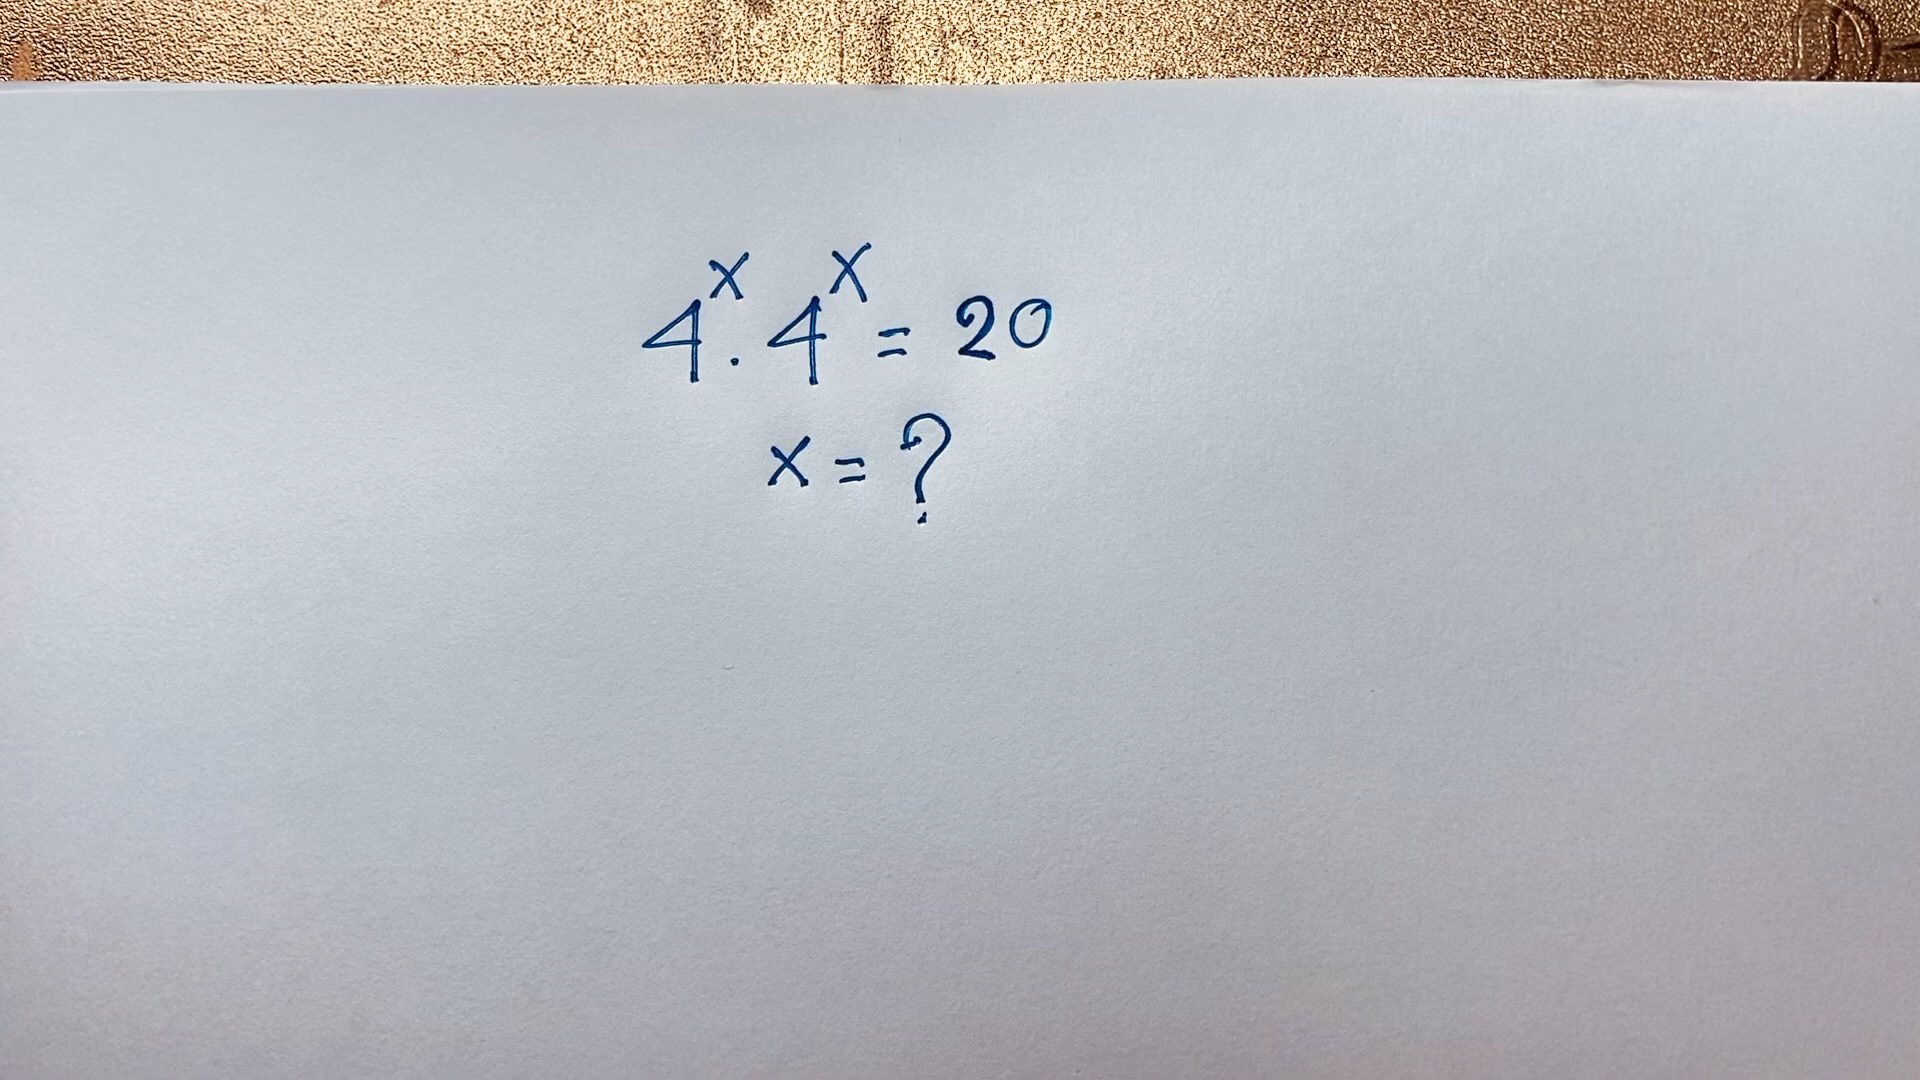 4^x . 4^x = 20
x = ?